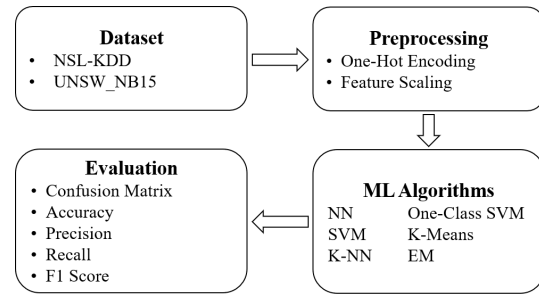 Dataset
• NSL-KDD
• UNSW_NB15
Preprocessing
• One-Hot Encoding
• Feature Scaling
ML Algorithms
NN One-Class SVM
SVM K-Means
K-NN EM
Evaluation
• Confusion Matrix
• Accuracy
• Precision
• Recall
• F1 Score